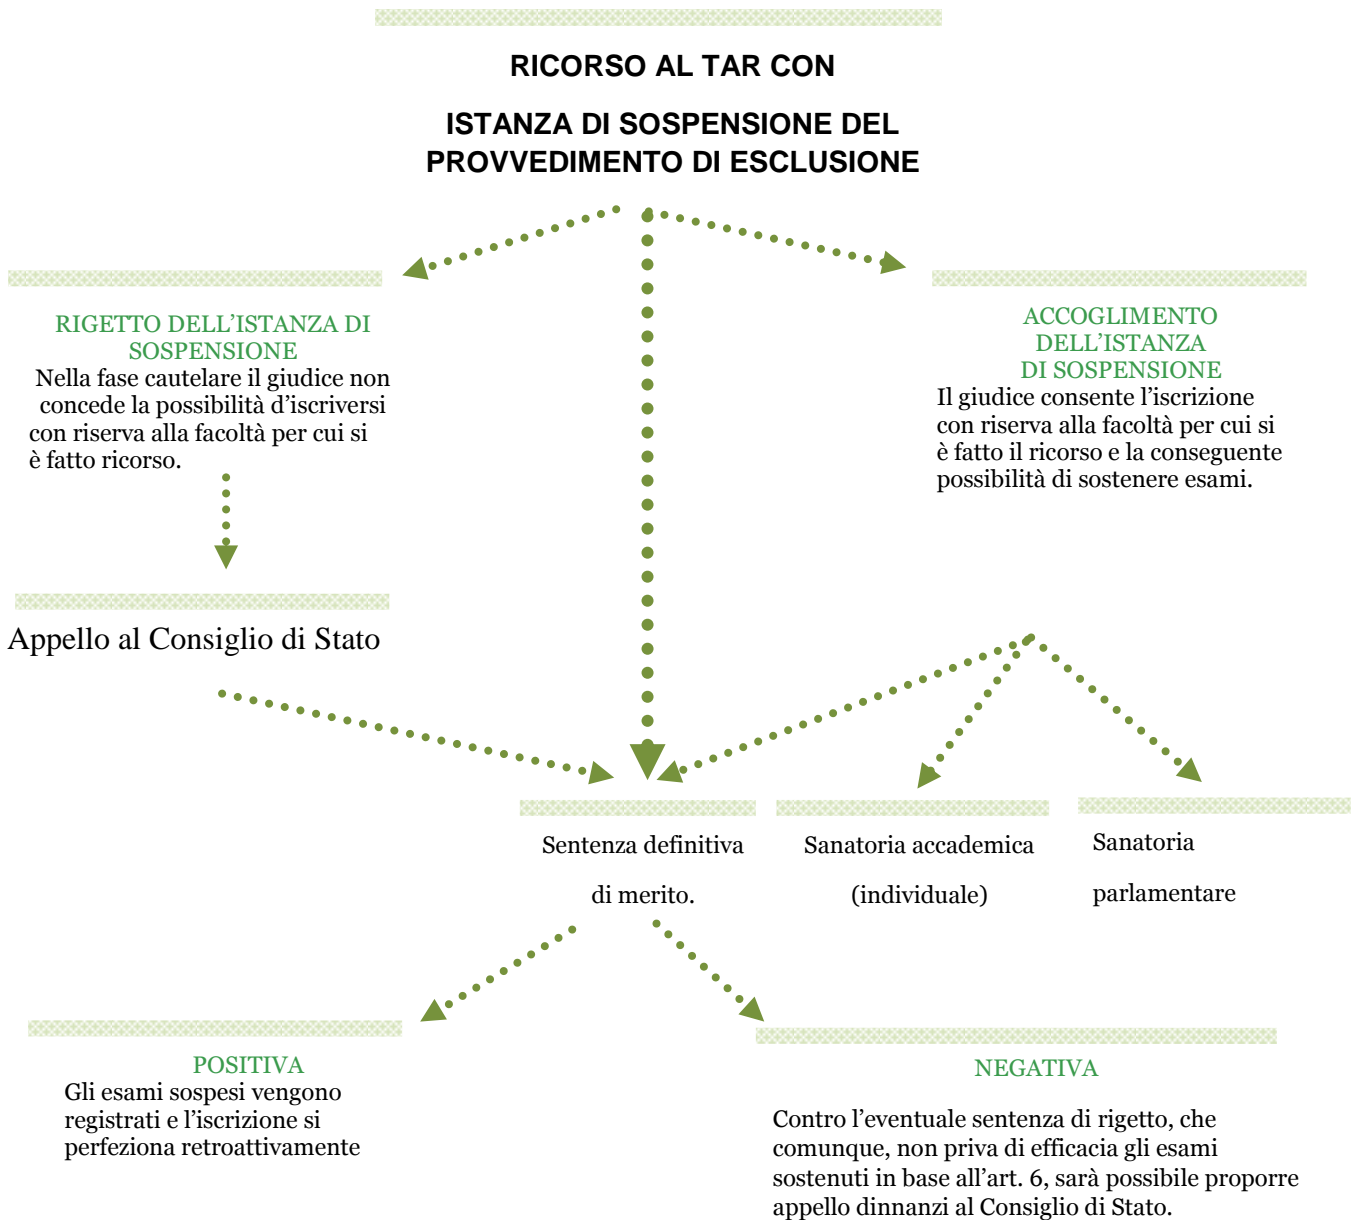 RICORSO AL TAR CON
ISTANZA DI SOSPENSIONE DEL
PROVVEDIMENTO DI ESCLUSIONE
RIGETTO DELL’ISTANZA DI
SOSPENSIONE
Nella fase cautelare il giudice non
concede la possibilità d’iscriversi
con riserva alla facoltà per cui si
è fatto ricorso.
ACCOGLIMENTO
DELL’ISTANZA
DI SOSPENSIONE
Il giudice consente l’iscrizione
con riserva alla facoltà per cui si
è fatto il ricorso e la conseguente
possibilità di sostenere esami.
Appello al Consiglio di Stato
Sentenza definitiva
di merito.
Sanatoria accademica
(individuale)
Sanatoria
parlamentare
POSITIVA
Gli esami sospesi vengono
registrati e l’iscrizione si
perfeziona retroattivamente
NEGATIVA
Contro l’eventuale sentenza di rigetto, che
comunque, non priva di efficacia gli esami
sostenuti in base all’art. 6, sarà possibile proporre
appello dinnanzi al Consiglio di Stato.